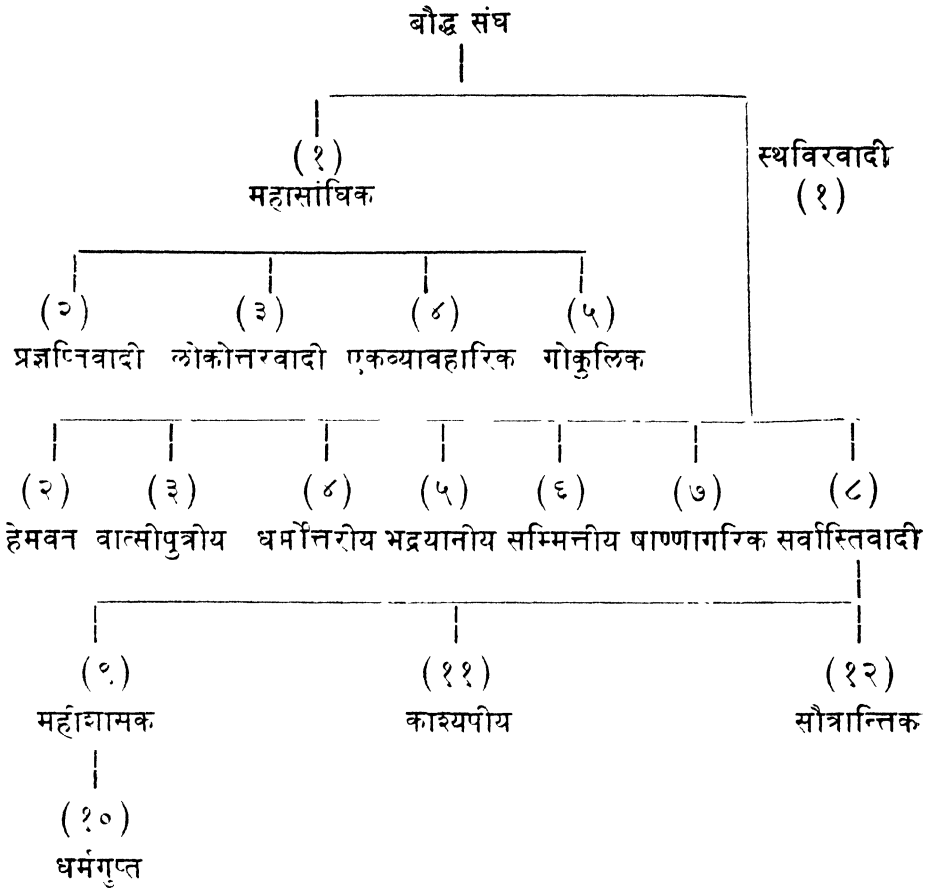 बौद्ध संघ
(१) स्थविरवादी
महासांघिक (१)
(२) (३) (४) (५)
प्रज्ञप्तिवादी लोकोत्तरवादी एकव्यावहारिक गोकुलिक
(२) (३) (४) (५) (६) (७) (८)
हेमवत वात्सीपुत्रीय धर्मोत्तरीय भद्रयानीय सम्मित्तीय षाण्णागरिक सर्वास्तिवादी
(९) (११) (१२)
महीशासक काश्यपीय सौत्रान्त्तिक
(१०)
धर्मगुप्त